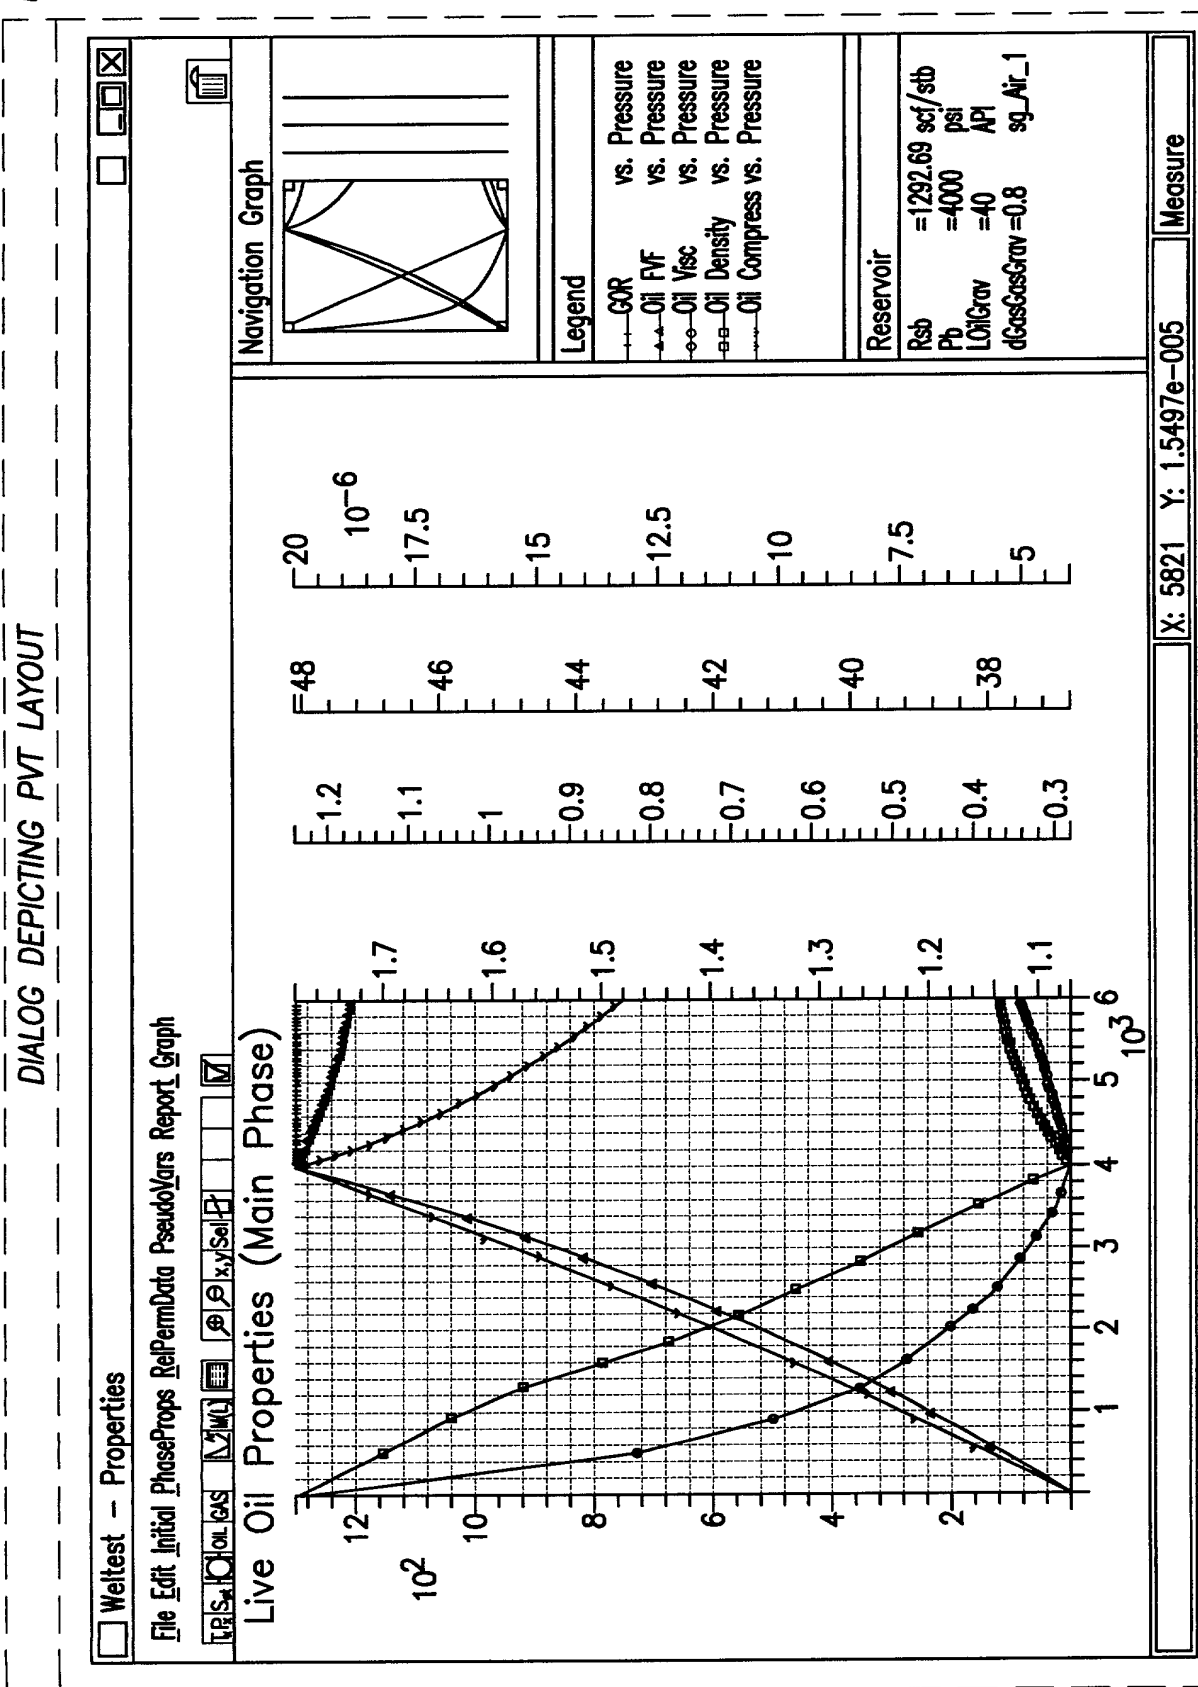 DIALOG DEPICTING PVT LAYOUT
Weltest – Properties
File Edit Initial PhaseProps RelPermData PseudoVars Report Graph
OIL GAS x,y Sel
Live Oil Properties (Main Phase)
12
10
8
6
4
2
10²
1
2
3
4
5
6
10³
1.7
1.6
1.5
1.4
1.3
1.2
1.1
1.2
1.1
1
0.9
0.8
0.7
0.6
0.5
0.4
0.3
48
46
44
42
40
38
20
10⁻⁶
17.5
15
12.5
10
7.5
5
Navigation Graph
Legend
GOR vs. Pressure
Oil FVF vs. Pressure
Oil Visc vs. Pressure
Oil Density vs. Pressure
Oil Compress vs. Pressure
Reservoir
Rsb =1292.69 scf/stb
Pb =4000 psi
LOilGrav =40 API
dGasGasGrav =0.8 sg_Air_1
X: 5821 Y: 1.5497e-005 Measure